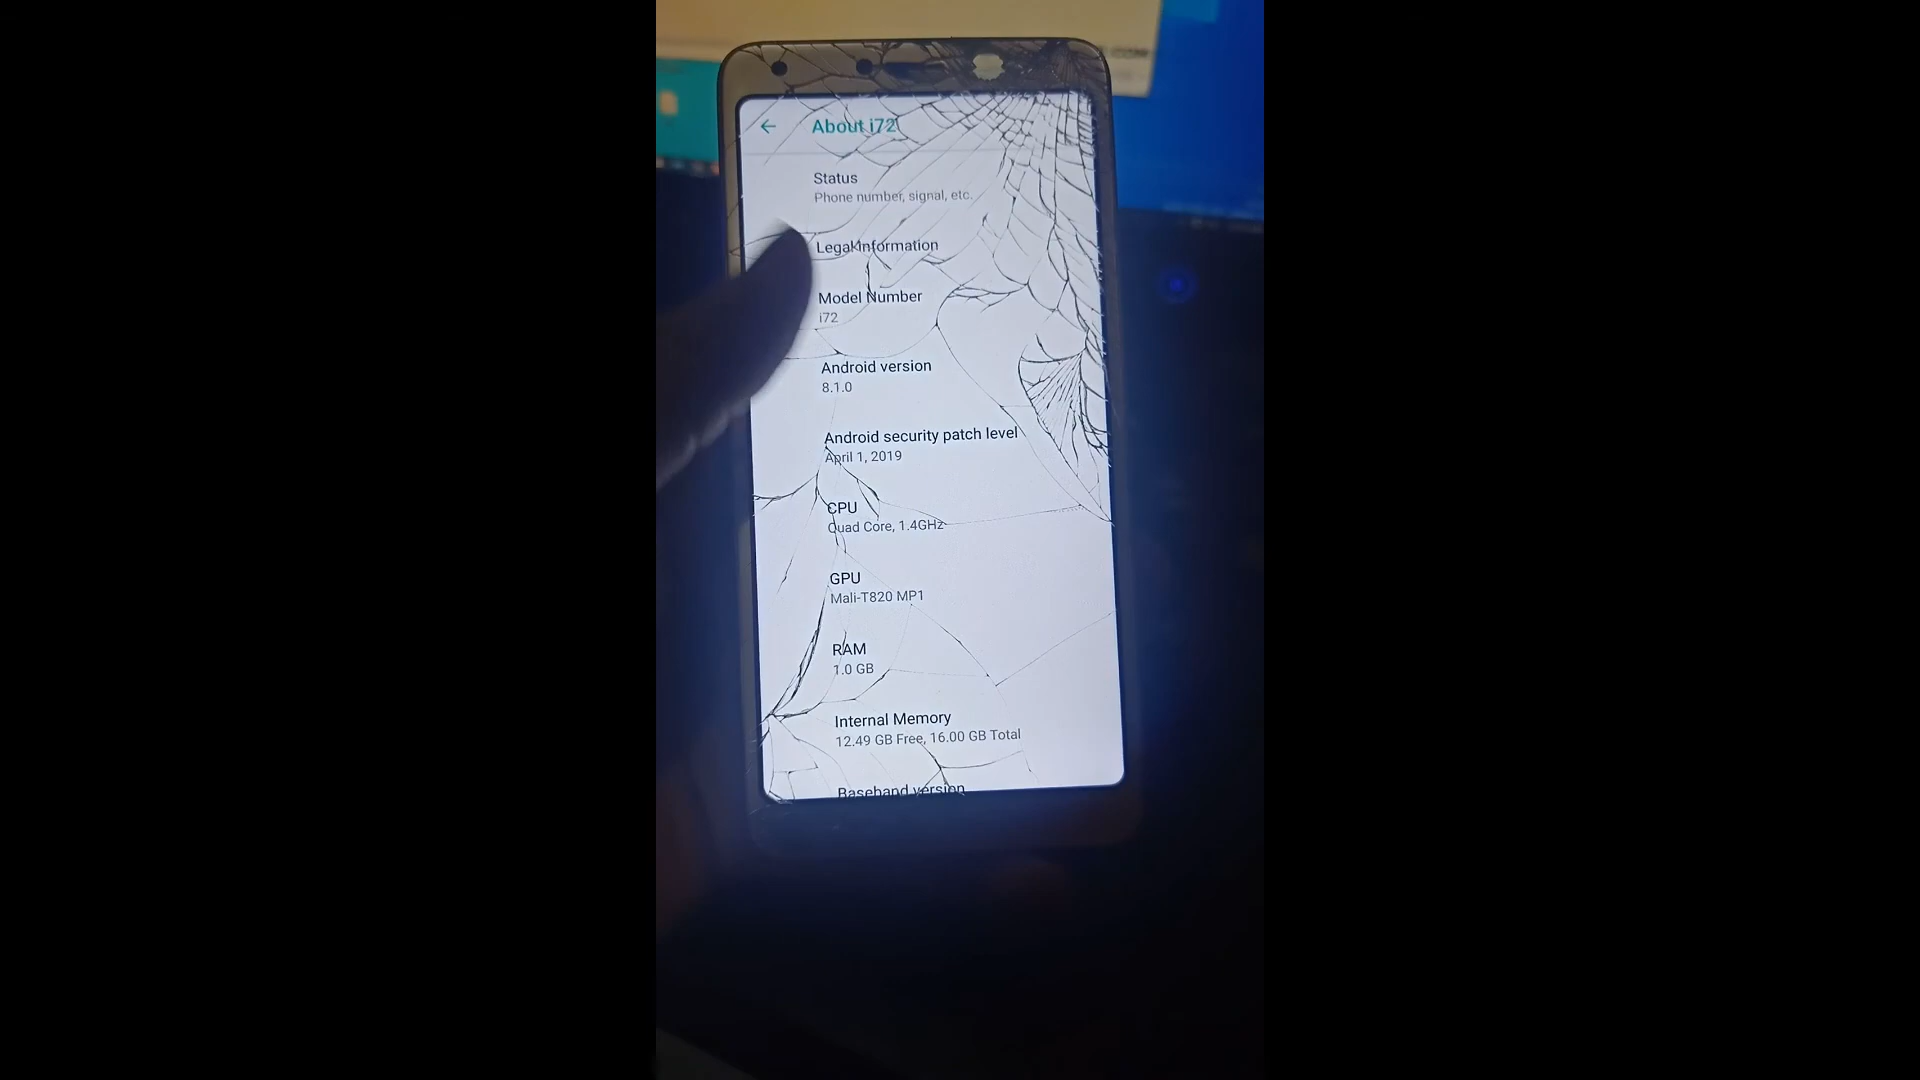 About i72
Status
Phone number, signal, etc.
Legal information
Model Number
i72
Android version
8.1.0
Android security patch level
April 1, 2019
CPU
Quad Core, 1.4GHz
GPU
Mali-T820 MP1
RAM
1.0 GB
Internal Memory
12.49 GB Free, 16.00 GB Total
Baseband version